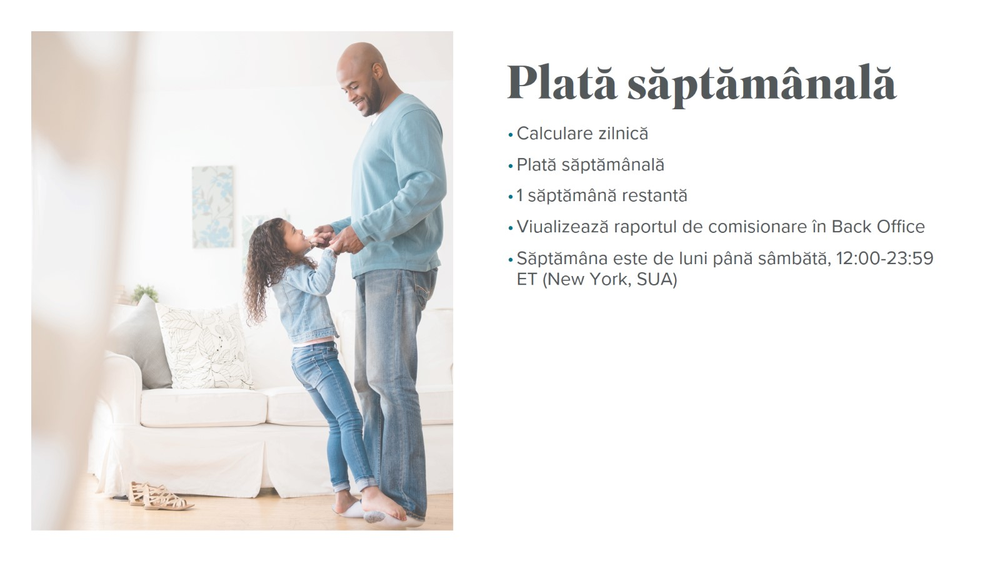 Plată săptămânală
• Calculare zilnică
• Plată săptămânală
• 1 săptămână restantă
• Viualizează raportul de comisionare în Back Office
• Săptămâna este de luni până sâmbătă, 12:00-23:59
ET (New York, SUA)